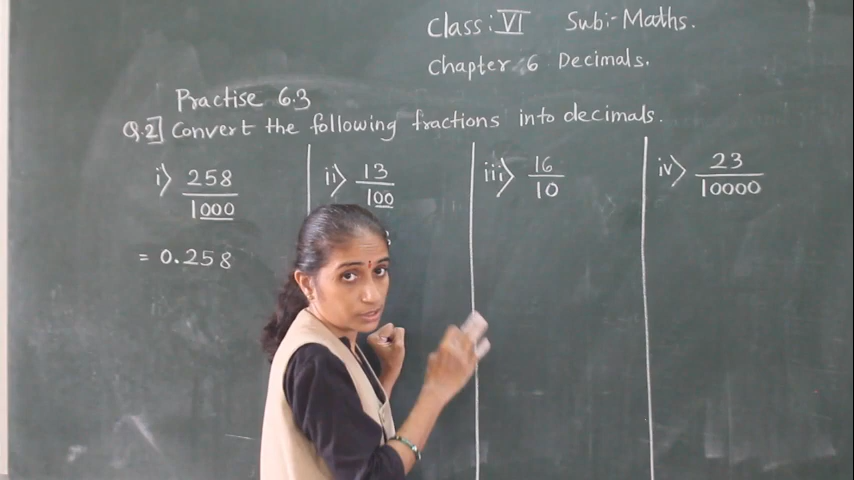 Class: VI Sub:- Maths.
Chapter 6 Decimals.
Practise 6.3
Q.2] Convert the following fractions into decimals.
i) 258/1000
= 0.258
ii) 13/100
iii) 16/10
iv) 23/10000